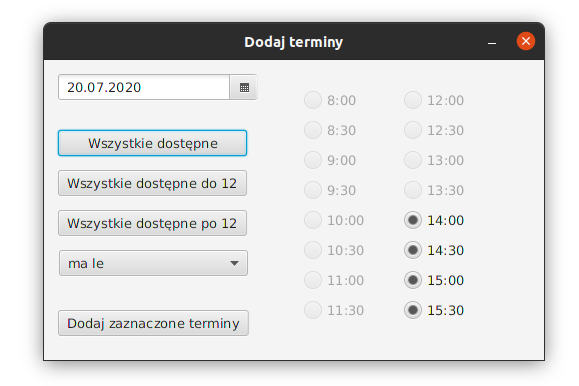 Dodaj terminy
20.07.2020
Wszystkie dostępne
Wszystkie dostępne do 12
Wszystkie dostępne po 12
ma le
Dodaj zaznaczone terminy
8:00
8:30
9:00
9:30
10:00
10:30
11:00
11:30
12:00
12:30
13:00
13:30
14:00
14:30
15:00
15:30